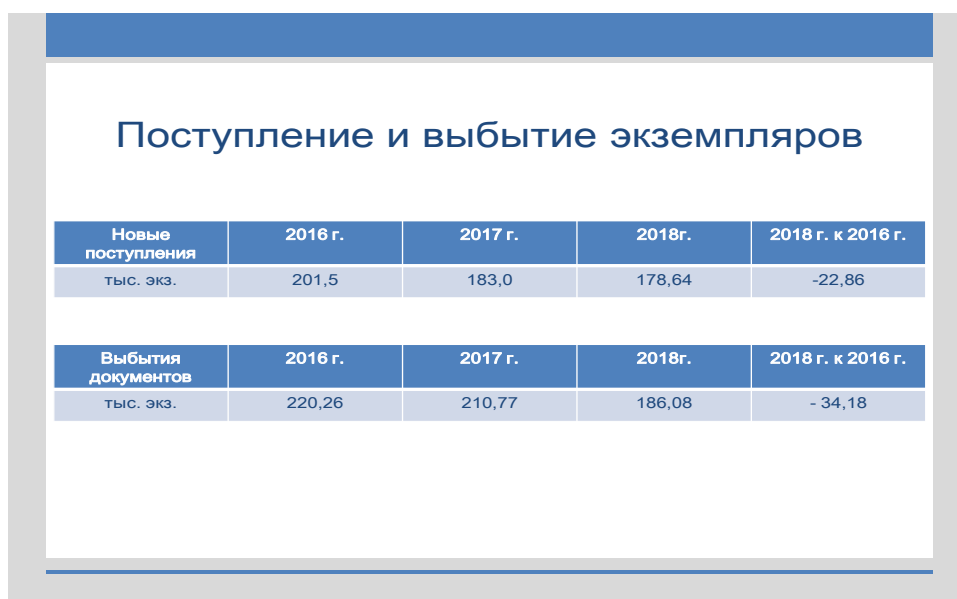 Поступление и выбытие экземпляров
Новые поступления 2016 г. 2017 г. 2018г. 2018 г. к 2016 г.
тыс. экз. 201,5 183,0 178,64 -22,86
Выбытия документов 2016 г. 2017 г. 2018г. 2018 г. к 2016 г.
тыс. экз. 220,26 210,77 186,08 - 34,18